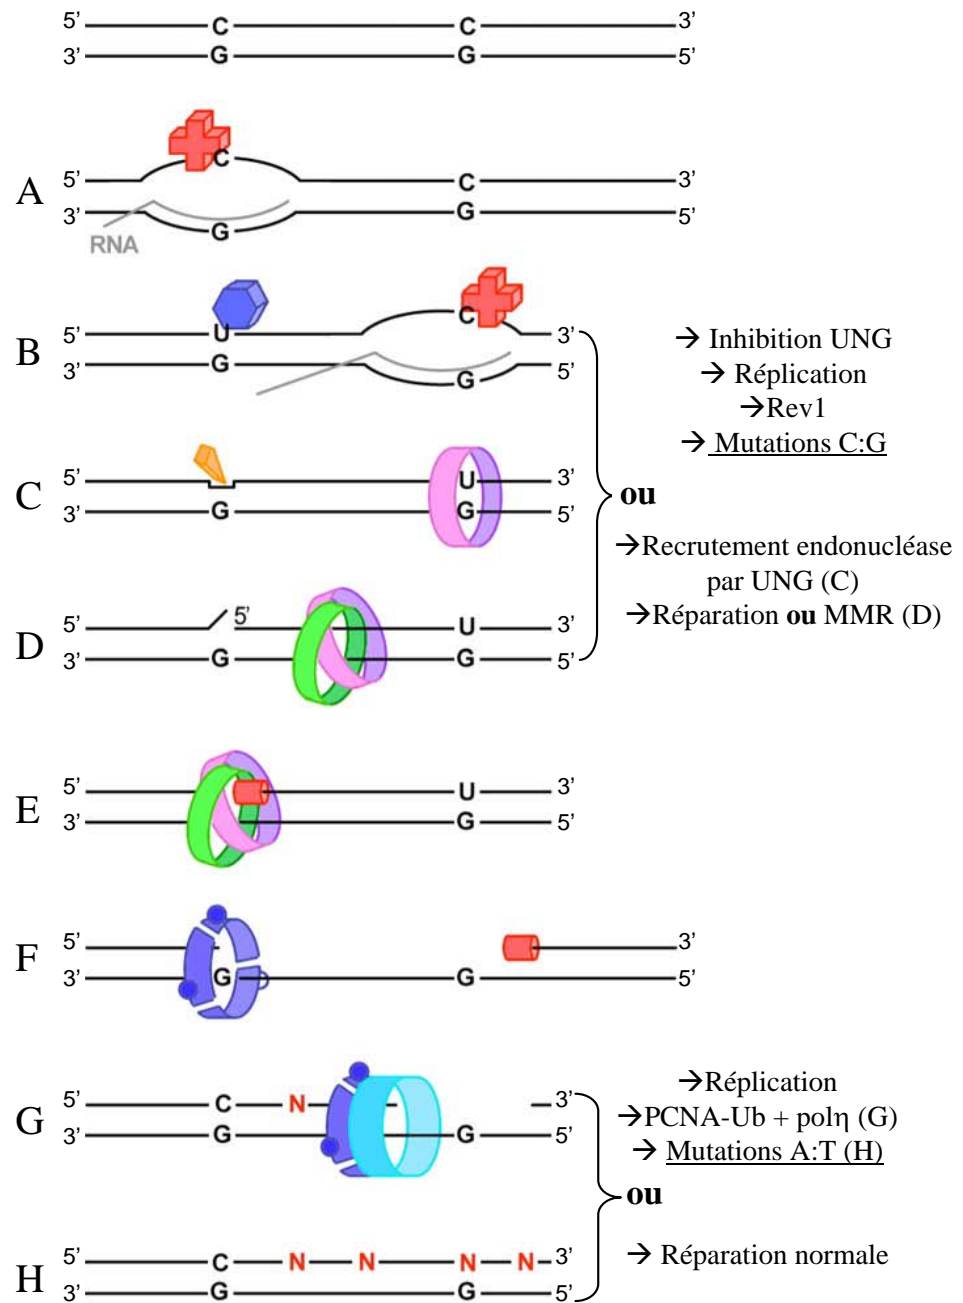 5’ C C 3’
3’ G G 5’
A
5’ C C 3’
3’ G G 5’
RNA
B
5’ U C 3’
3’ G G 5’
→ Inhibition UNG
→ Réplication
→Rev1
→ Mutations C:G
C
5’ U 3’
3’ G G 5’
ou
→Recrutement endonucléase
par UNG (C)
→Réparation ou MMR (D)
D
5’ 5’ U 3’
3’ G G 5’
E
5’ U 3’
3’ G 5’
F
5’ 3’
3’ G G 5’
G
5’ C N 3’
3’ G G 5’
→Réplication
→PCNA-Ub + polη (G)
→ Mutations A:T (H)
ou
→ Réparation normale
H
5’ C N N N N 3’
3’ G G 5’